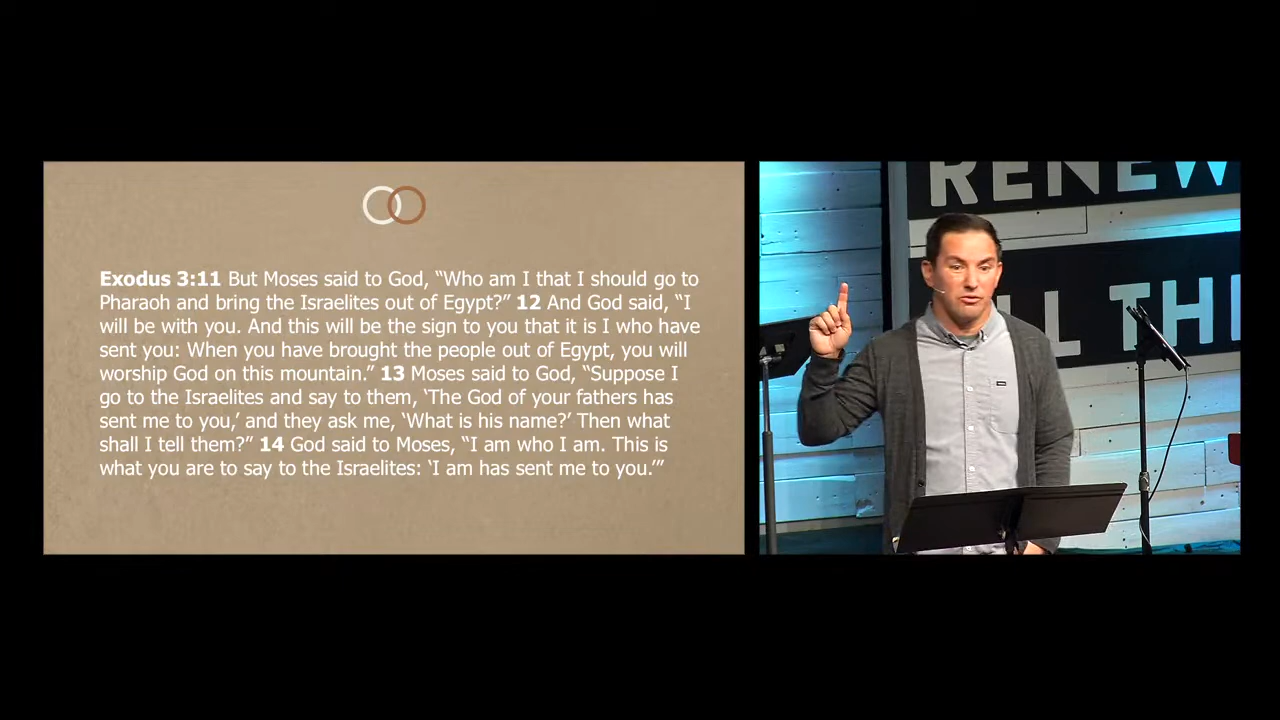 Exodus 3:11 But Moses said to God, “Who am I that I should go to
Pharaoh and bring the Israelites out of Egypt?” 12 And God said, “I
will be with you. And this will be the sign to you that it is I who have
sent you: When you have brought the people out of Egypt, you will
worship God on this mountain.” 13 Moses said to God, “Suppose I
go to the Israelites and say to them, ‘The God of your fathers has
sent me to you,’ and they ask me, ‘What is his name?’ Then what
shall I tell them?” 14 God said to Moses, “I am who I am. This is
what you are to say to the Israelites: ‘I am has sent me to you.’”
RENEW
LL THI